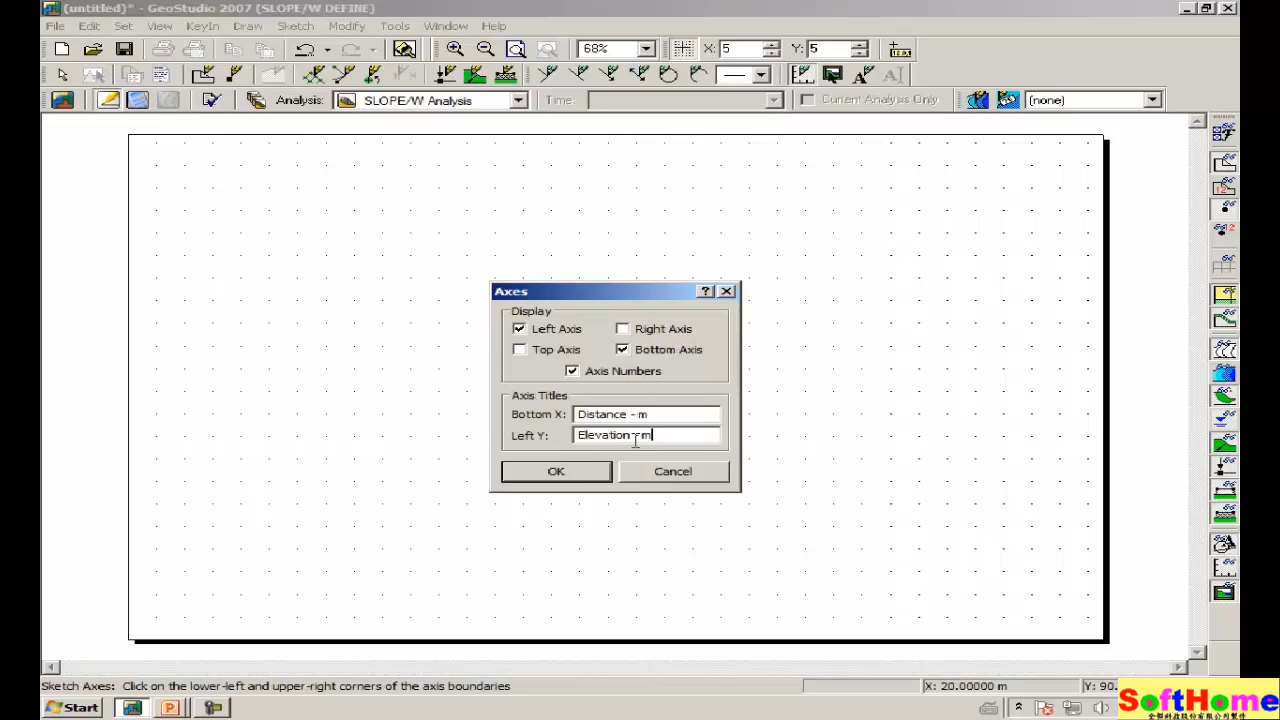 (untitled)* - GeoStudio 2007 (SLOPE/W DEFINE)
File Edit Set View KeyIn Draw Sketch Modify Tools Window Help
68% X: 5 Y: 5
Analysis: SLOPE/W Analysis Time: Current Analysis Only (none)
Axes
Display
Left Axis Right Axis
Top Axis Bottom Axis
Axis Numbers
Axis Titles
Bottom X: Distance - m
Left Y: Elevation - m
OK Cancel
Sketch Axes: Click on the lower-left and upper-right corners of the axis boundaries X: 20.00000 m Y: 90.
Start
SoftHome